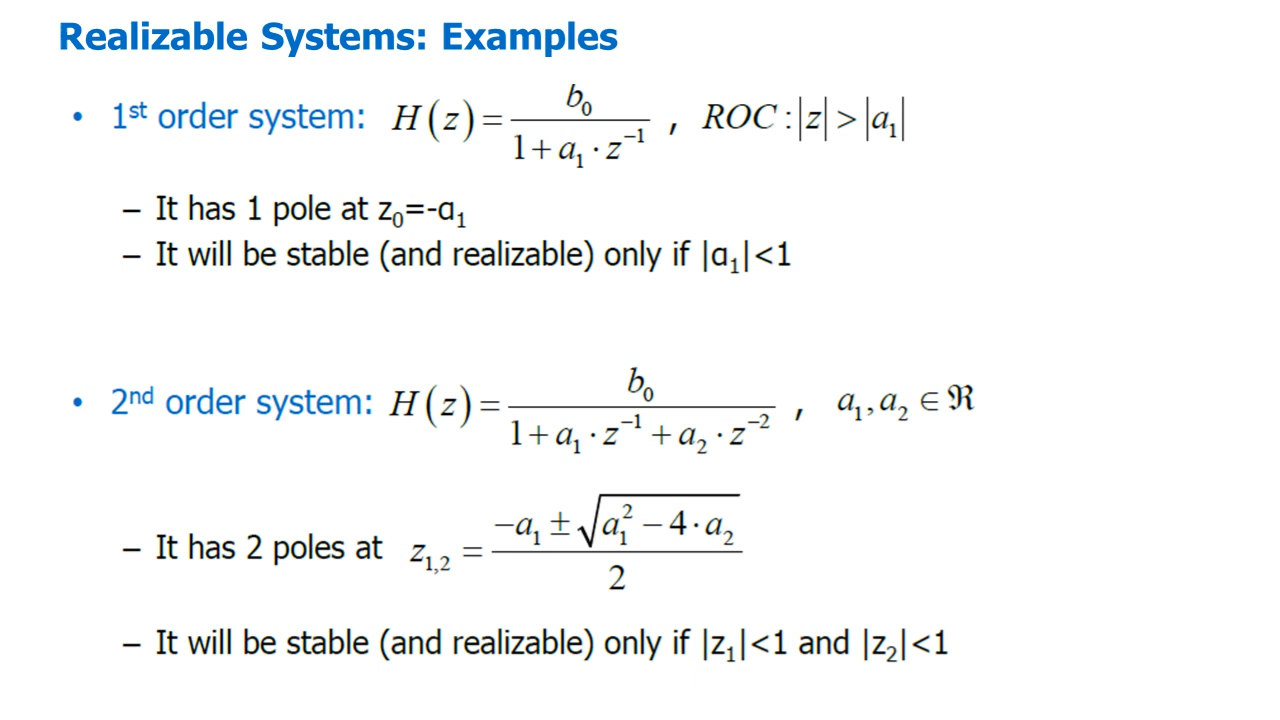 Realizable Systems: Examples
• 1st order system: H(z) = b₀ / (1 + a₁ · z⁻¹) , ROC : |z| > |a₁|
– It has 1 pole at z₀=-ɑ₁
– It will be stable (and realizable) only if |ɑ₁|<1
• 2nd order system: H(z) = b₀ / (1 + a₁ · z⁻¹ + a₂ · z⁻²) , a₁, a₂ ∈ ℜ
– It has 2 poles at z₁,₂ = (−a₁ ± √(a₁² − 4 · a₂)) / 2
– It will be stable (and realizable) only if |z₁|<1 and |z₂|<1